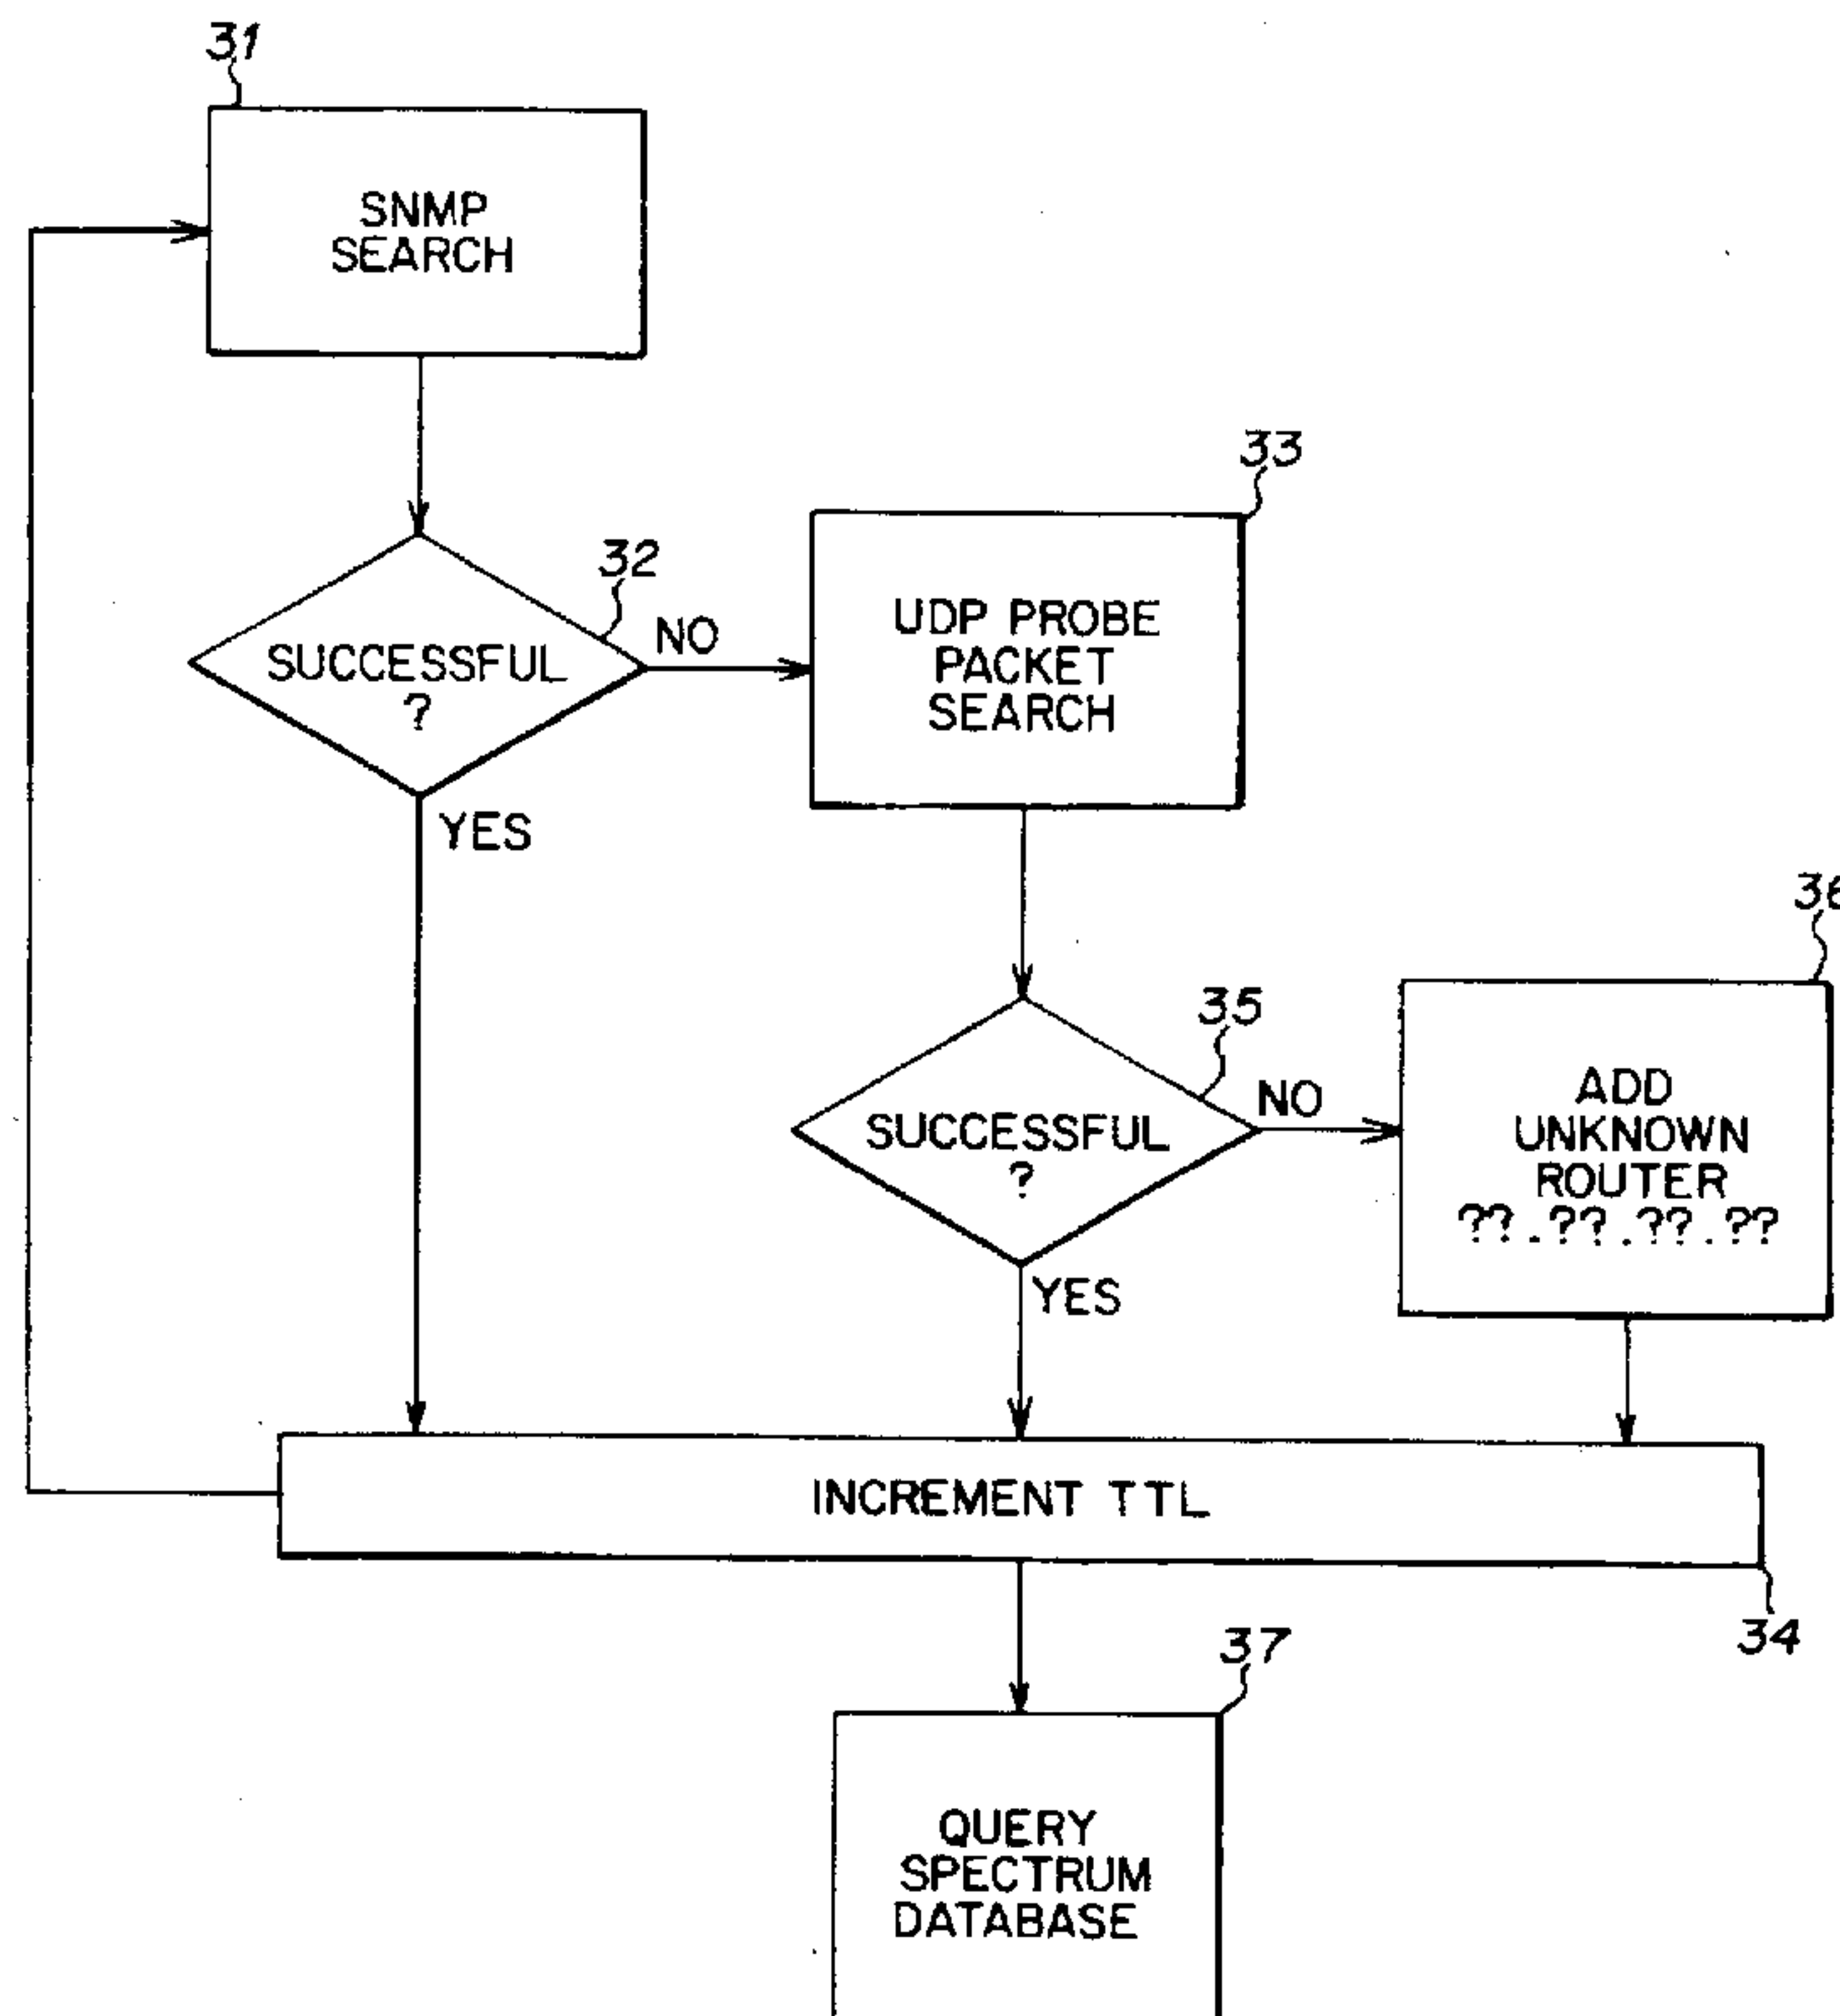 31
SNMP
SEARCH
32
SUCCESSFUL
?
NO
YES
33
UDP PROBE
PACKET
SEARCH
35
SUCCESSFUL
?
NO
YES
36
ADD
UNKNOWN
ROUTER
??.??.??.??
INCREMENT TTL
34
37
QUERY
SPECTRUM
DATABASE